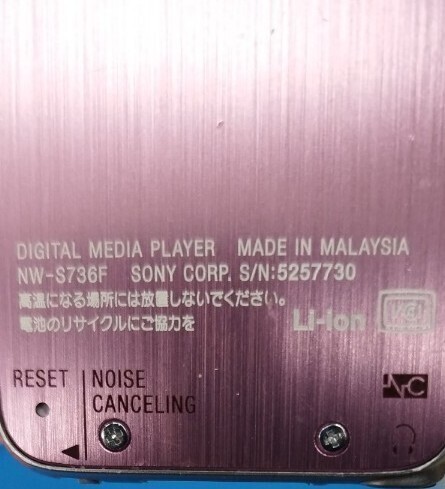 DIGITAL MEDIA PLAYER MADE IN MALAYSIA
NW-S736F SONY CORP. S/N:5257730
高温になる場所には放置しないでください。
電池のリサイクルにご協力を Li-ion VCI
RESET NOISE
CANCELING
NC